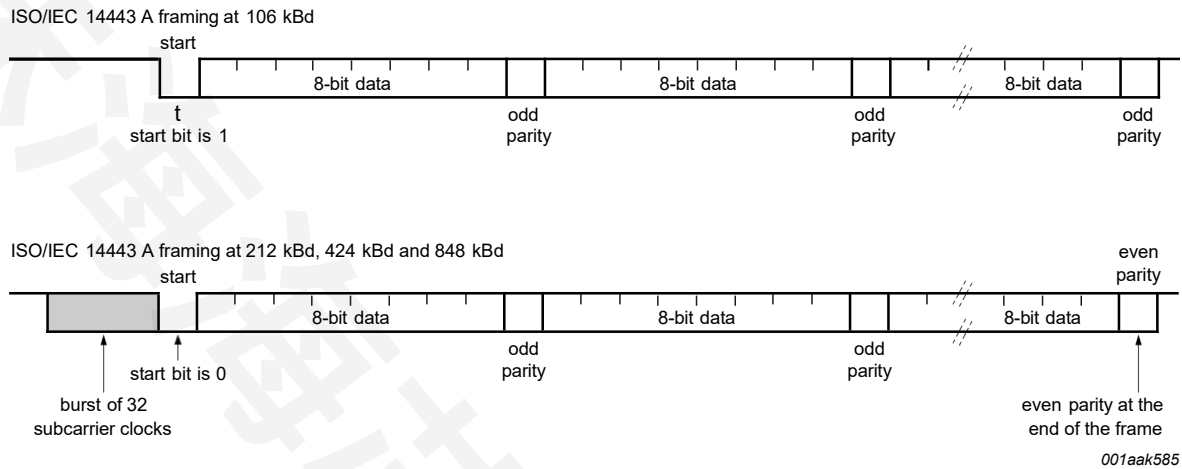 ISO/IEC 14443 A framing at 106 kBd
start
8-bit data
8-bit data
8-bit data
t
start bit is 1
odd
parity
odd
parity
odd
parity
ISO/IEC 14443 A framing at 212 kBd, 424 kBd and 848 kBd
even
parity
start
8-bit data
8-bit data
8-bit data
odd
parity
odd
parity
start bit is 0
burst of 32
subcarrier clocks
even parity at the
end of the frame
001aak585